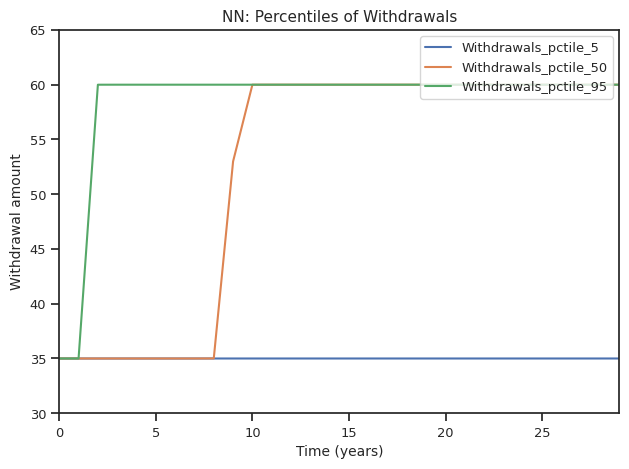 NN: Percentiles of Withdrawals
65
60
55
50
45
40
35
30
Withdrawal amount
Withdrawals_pctile_5
Withdrawals_pctile_50
Withdrawals_pctile_95
0 5 10 15 20 25
Time (years)